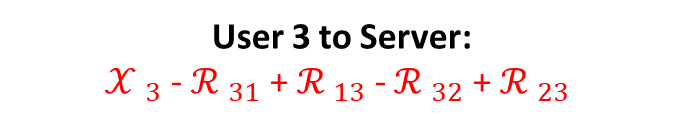 User 3 to Server:
𝒳 ₃ - ℛ ₃₁ + ℛ ₁₃ - ℛ ₃₂ + ℛ ₂₃